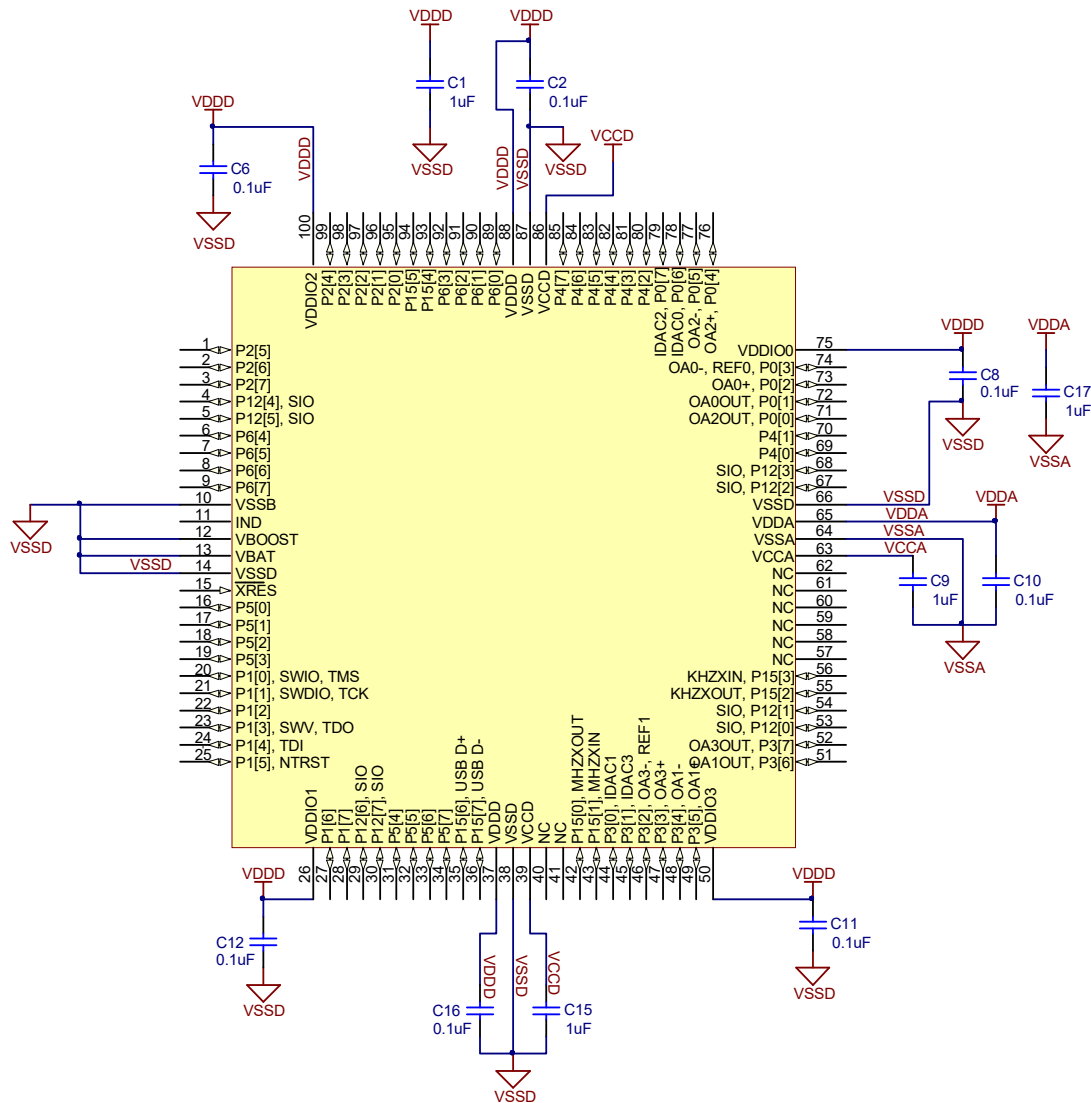 VDDD
C1
1uF
VSSD
VDDD
C2
0.1uF
VSSD
VDDD
C6
0.1uF
VSSD
VDDD
VDDD
VSSD
VCCD
100
99
98
97
96
95
94
93
92
91
90
89
88
87
86
85
84
83
82
81
80
79
78
77
76
VDDIO2
P2[4]
P2[3]
P2[2]
P2[1]
P2[0]
P15[5]
P15[4]
P6[3]
P6[2]
P6[1]
P6[0]
VDDD
VSSD
VCCD
P4[7]
P4[6]
P4[5]
P4[4]
P4[3]
P4[2]
IDAC2, P0[7]
IDAC0, P0[6]
OA2-, P0[5]
OA2+, P0[4]
1 P2[5]
2 P2[6]
3 P2[7]
4 P12[4], SIO
5 P12[5], SIO
6 P6[4]
7 P6[5]
8 P6[6]
9 P6[7]
10 VSSB
11 IND
12 VBOOST
13 VBAT
VSSD 14 VSSD
15 XRES
16 P5[0]
17 P5[1]
18 P5[2]
19 P5[3]
20 P1[0], SWIO, TMS
21 P1[1], SWDIO, TCK
22 P1[2]
23 P1[3], SWV, TDO
24 P1[4], TDI
25 P1[5], NTRST
VSSD
VDDIO0 75
OA0-, REF0, P0[3] 74
OA0+, P0[2] 73
OA0OUT, P0[1] 72
OA2OUT, P0[0] 71
P4[1] 70
P4[0] 69
SIO, P12[3] 68
SIO, P12[2] 67
VSSD 66 VSSD
VDDA 65 VDDA
VSSA 64 VSSA
VCCA 63 VCCA
NC 62
NC 61
NC 60
NC 59
NC 58
NC 57
KHZXIN, P15[3] 56
KHZXOUT, P15[2] 55
SIO, P12[1] 54
SIO, P12[0] 53
OA3OUT, P3[7] 52
OA1OUT, P3[6] 51
VDDD
C8
0.1uF
VSSD
VDDA
C17
1uF
VSSA
VDDA
C9
1uF
C10
0.1uF
VSSA
VDDIO1
P1[6]
P1[7]
P12[6], SIO
P12[7], SIO
P5[4]
P5[5]
P5[6]
P5[7]
P15[6], USB D+
P15[7], USB D-
VDDD
VSSD
VCCD
NC
NC
P15[0], MHZXOUT
P15[1], MHZXIN
P3[0], IDAC1
P3[1], IDAC3
P3[2], OA3-, REF1
P3[3], OA3+
P3[4], OA1-
P3[5], OA1+
VDDIO3
26
27
28
29
30
31
32
33
34
35
36
37
38
39
40
41
42
43
44
45
46
47
48
49
50
VDDD
C12
0.1uF
VSSD
VDDD
VSSD
VCCD
C16
0.1uF
C15
1uF
VSSD
VDDD
C11
0.1uF
VSSD